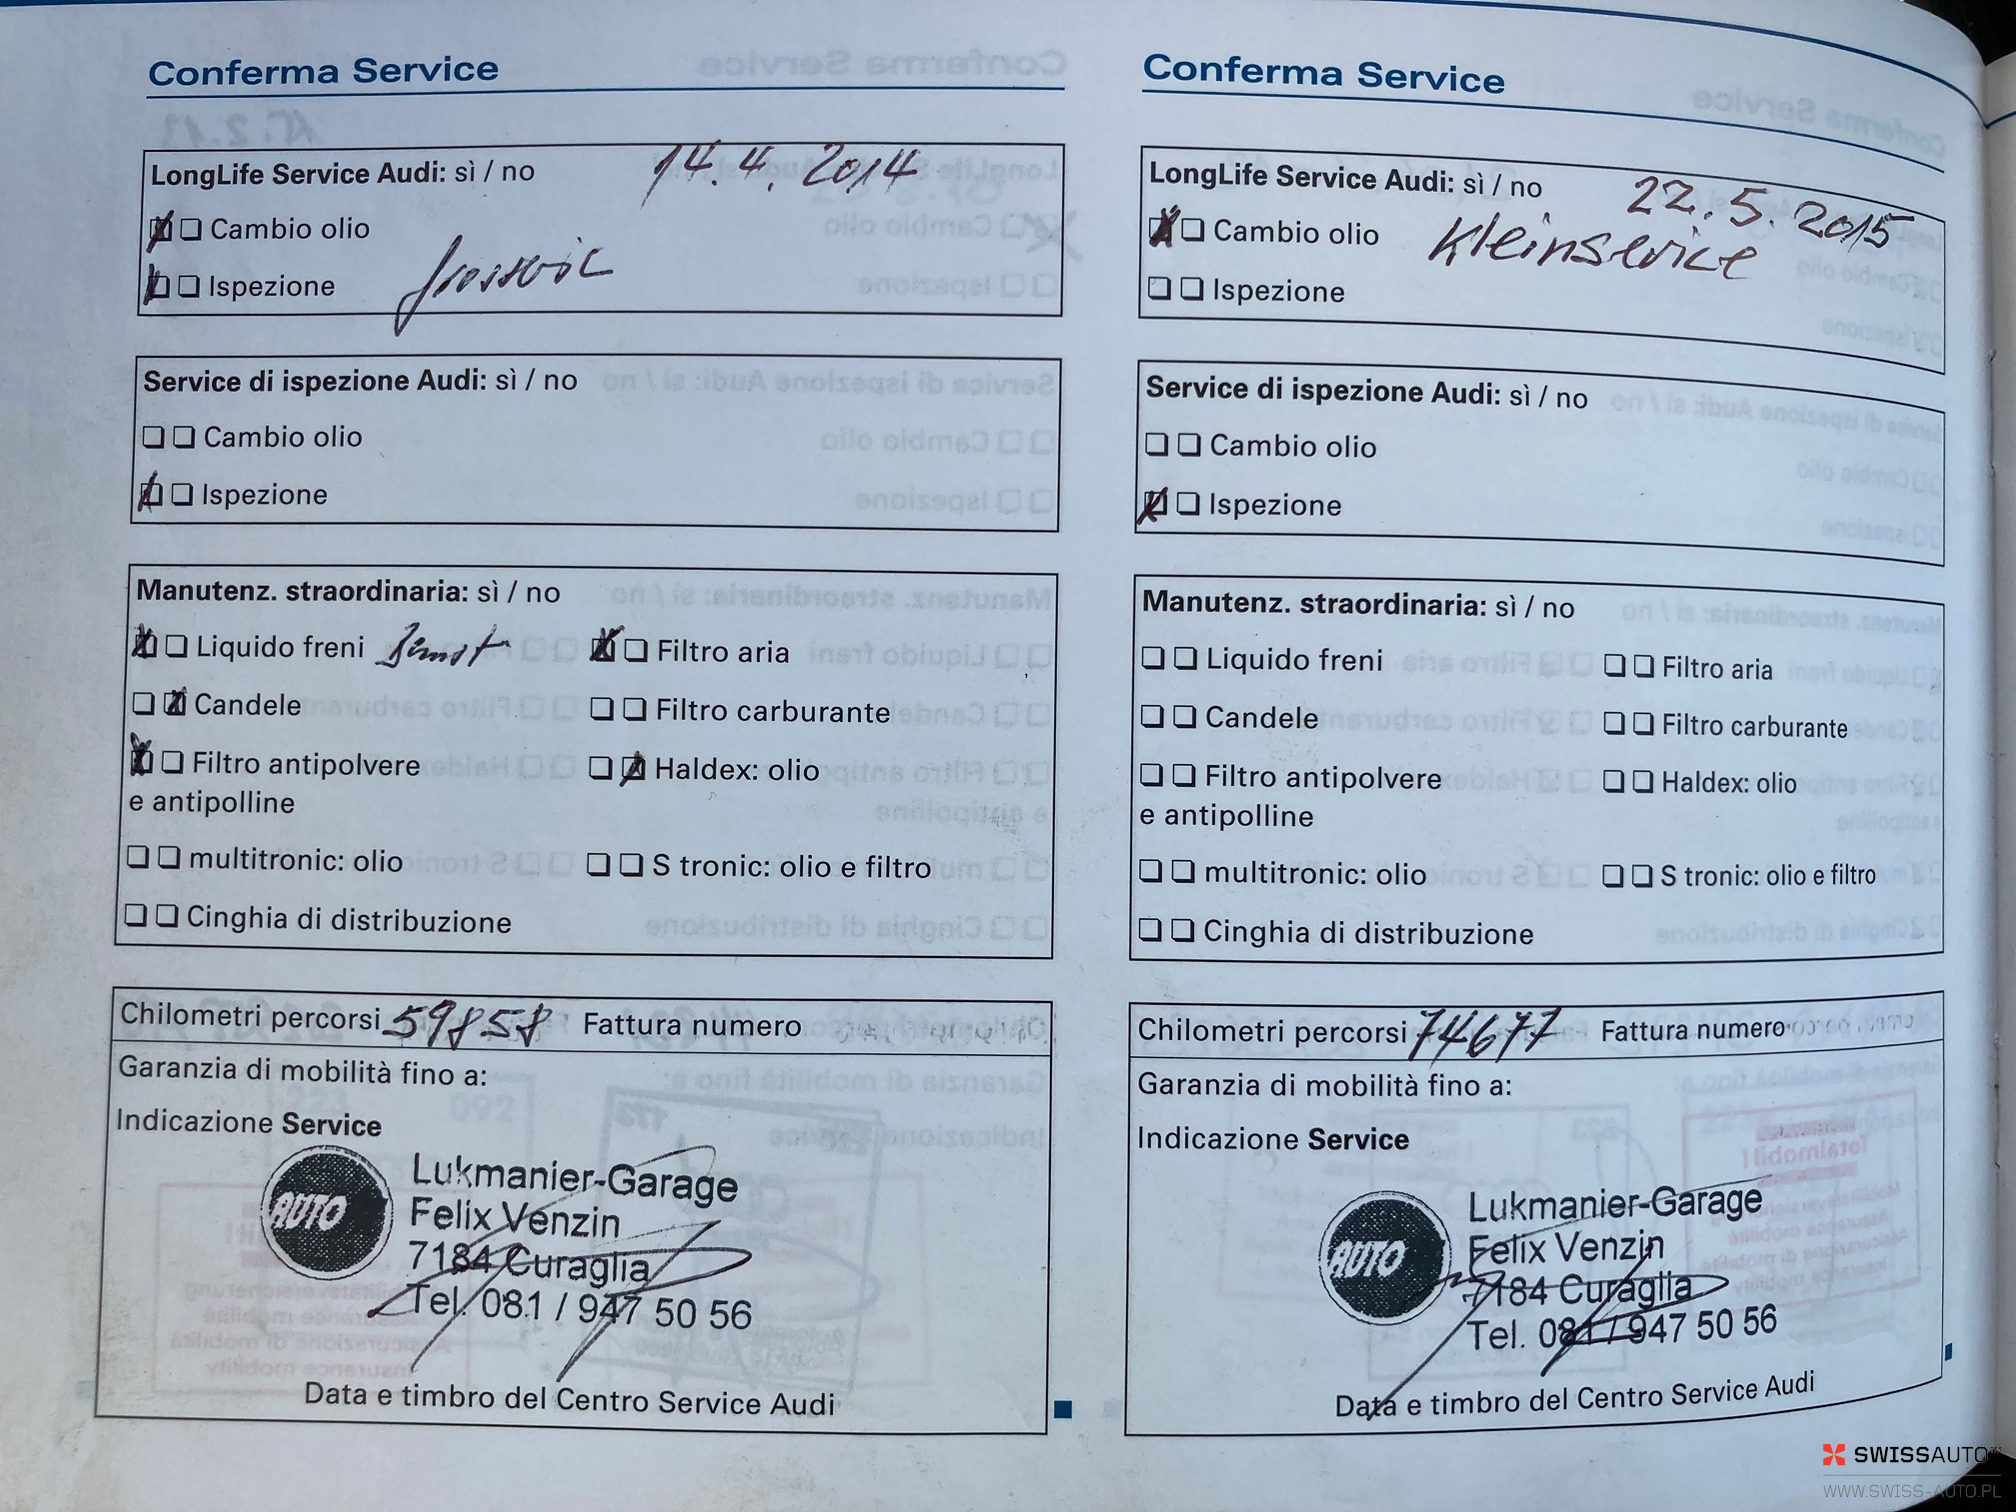 Conferma Service
LongLife Service Audi: sì / no 14.4.2014
Cambio olio
Ispezione
Service di ispezione Audi: sì / no
Cambio olio
Ispezione
Manutenz. straordinaria: sì / no
Liquido freni
Filtro aria
Candele
Filtro carburante
Filtro antipolvere
e antipolline
Haldex: olio
multitronic: olio
S tronic: olio e filtro
Cinghia di distribuzione
Chilometri percorsi 59858 Fattura numero
Garanzia di mobilità fino a:
Indicazione Service
AUTO
Lukmanier-Garage
Felix Venzin
7184 Curaglia
Tel. 081 / 947 50 56
Data e timbro del Centro Service Audi
Conferma Service
LongLife Service Audi: sì / no 22.5.2015
Cambio olio Kleinservice
Ispezione
Service di ispezione Audi: sì / no
Cambio olio
Ispezione
Manutenz. straordinaria: sì / no
Liquido freni
Filtro aria
Candele
Filtro carburante
Filtro antipolvere
e antipolline
Haldex: olio
multitronic: olio
S tronic: olio e filtro
Cinghia di distribuzione
Chilometri percorsi 74677 Fattura numero
Garanzia di mobilità fino a:
Indicazione Service
AUTO
Lukmanier-Garage
Felix Venzin
7184 Curaglia
Tel. 081 / 947 50 56
Data e timbro del Centro Service Audi
SWISSAUTO
WWW.SWISS-AUTO.PL